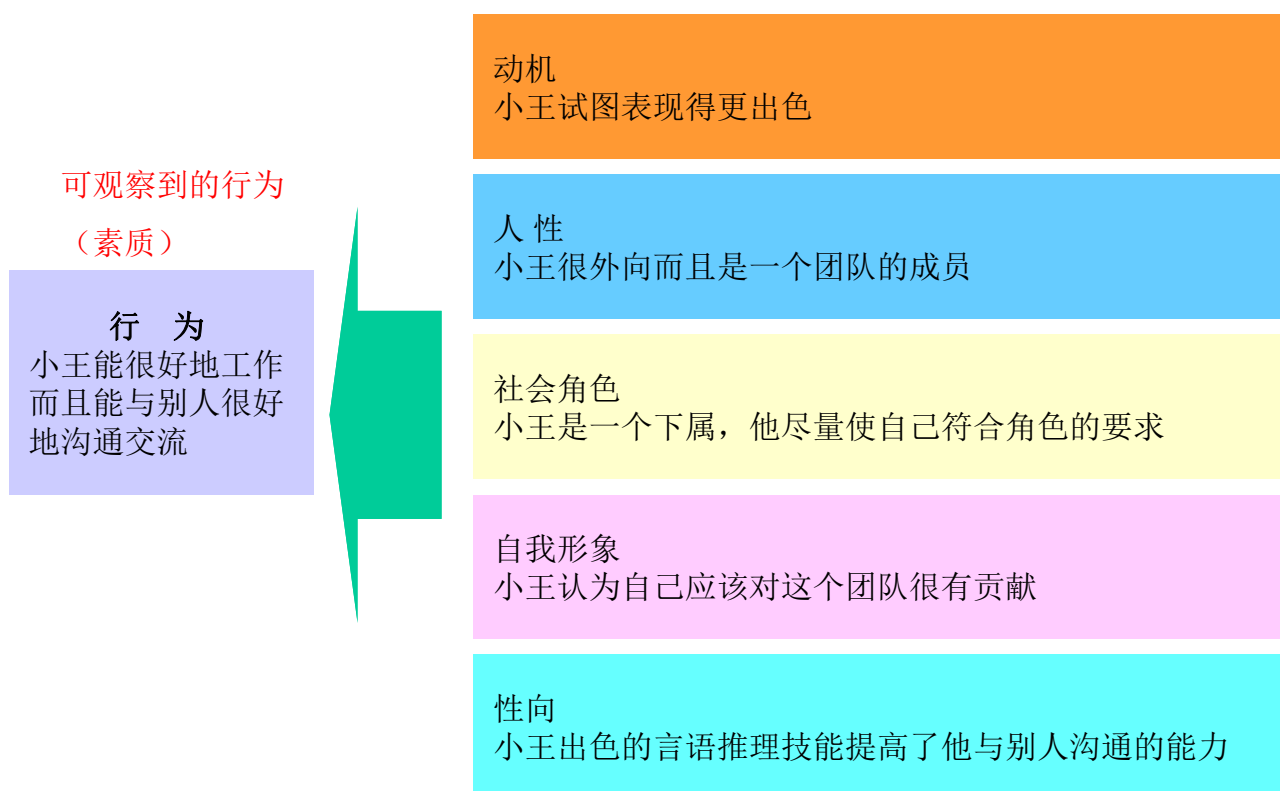 可观察到的行为
（素质）
行 为
小王能很好地工作
而且能与别人很好
地沟通交流
动机
小王试图表现得更出色
人 性
小王很外向而且是一个团队的成员
社会角色
小王是一个下属，他尽量使自己符合角色的要求
自我形象
小王认为自己应该对这个团队很有贡献
性向
小王出色的言语推理技能提高了他与别人沟通的能力